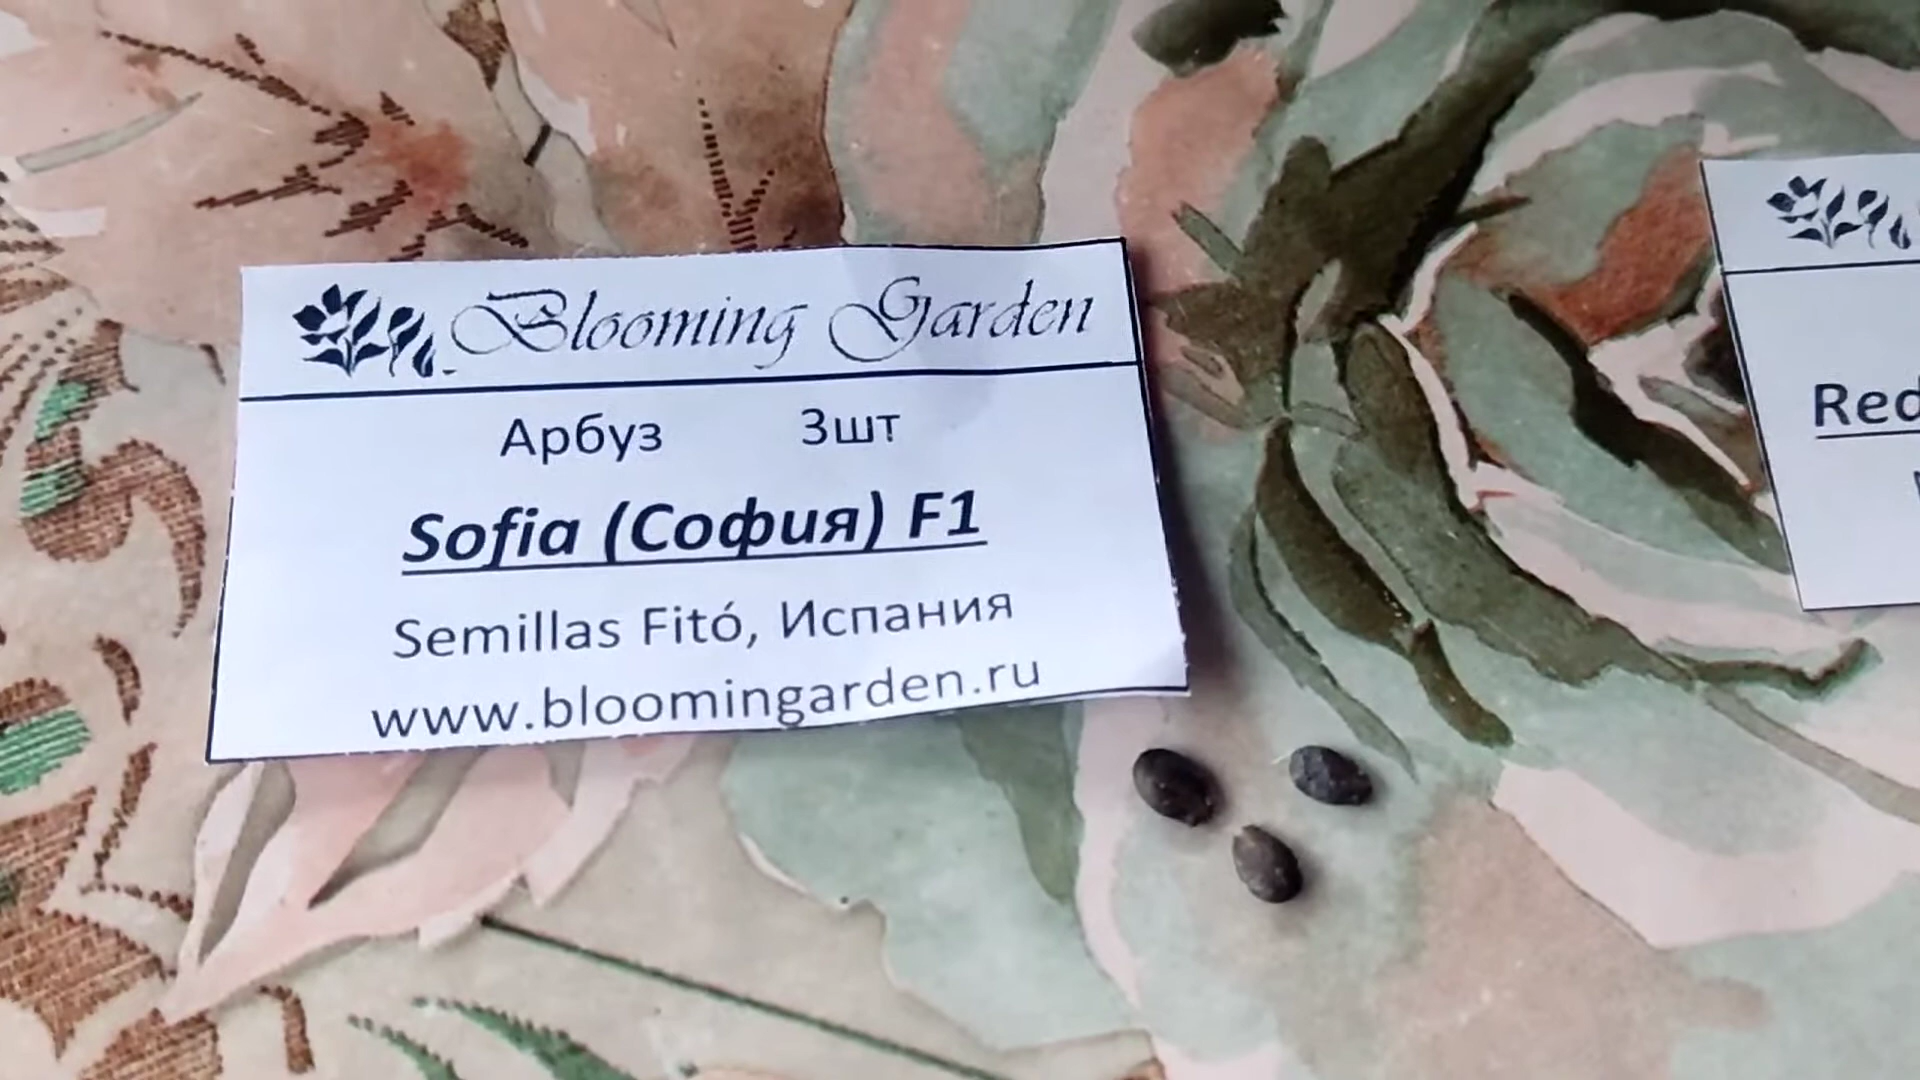 Blooming Garden
Арбуз 3шт
Sofia (София) F1
Semillas Fitó, Испания
www.bloomingarden.ru
Red